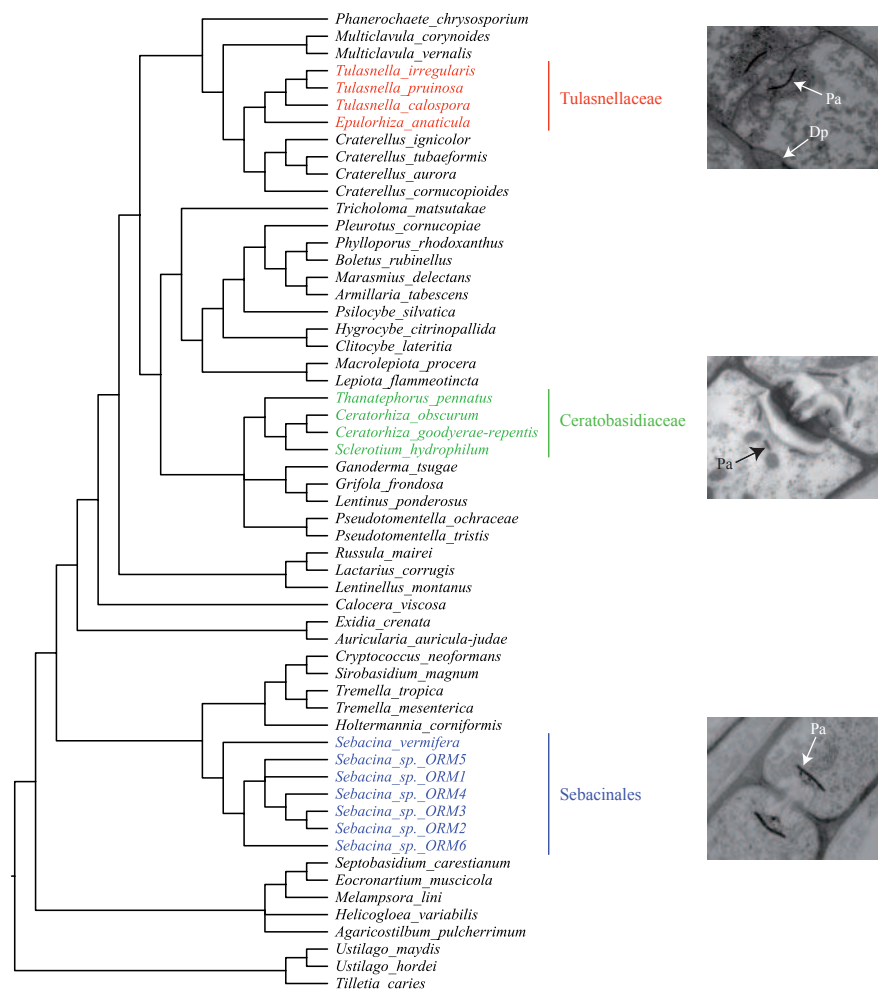 Phanerochaete_chrysosporium
Multiclavula_corynoides
Multiclavula_vernalis
Tulasnella_irregularis
Tulasnella_pruinosa
Tulasnella_calospora
Epulorhiza_anaticula
Tulasnellaceae
Pa
Dp
Craterellus_ignicolor
Craterellus_tubaeformis
Craterellus_aurora
Craterellus_cornucopioides
Tricholoma_matsutakae
Pleurotus_cornucopiae
Phylloporus_rhodoxanthus
Boletus_rubinellus
Marasmius_delectans
Armillaria_tabescens
Psilocybe_silvatica
Hygrocybe_citrinopallida
Clitocybe_lateritia
Macrolepiota_procera
Lepiota_flammeotincta
Thanatephorus_pennatus
Ceratorhiza_obscurum
Ceratorhiza_goodyerae-repentis
Sclerotium_hydrophilum
Ceratobasidiaceae
Pa
Ganoderma_tsugae
Grifola_frondosa
Lentinus_ponderosus
Pseudotomentella_ochraceae
Pseudotomentella_tristis
Russula_mairei
Lactarius_corrugis
Lentinellus_montanus
Calocera_viscosa
Exidia_crenata
Auricularia_auricula-judae
Cryptococcus_neoformans
Sirobasidium_magnum
Tremella_tropica
Tremella_mesenterica
Holtermannia_corniformis
Sebacina_vermifera
Sebacina_sp._ORM5
Sebacina_sp._ORM1
Sebacina_sp._ORM4
Sebacina_sp._ORM3
Sebacina_sp._ORM2
Sebacina_sp._ORM6
Sebacinales
Pa
Septobasidium_carestianum
Eocronartium_muscicola
Melampsora_lini
Helicogloea_variabilis
Agaricostilbum_pulcherrimum
Ustilago_maydis
Ustilago_hordei
Tilletia_caries